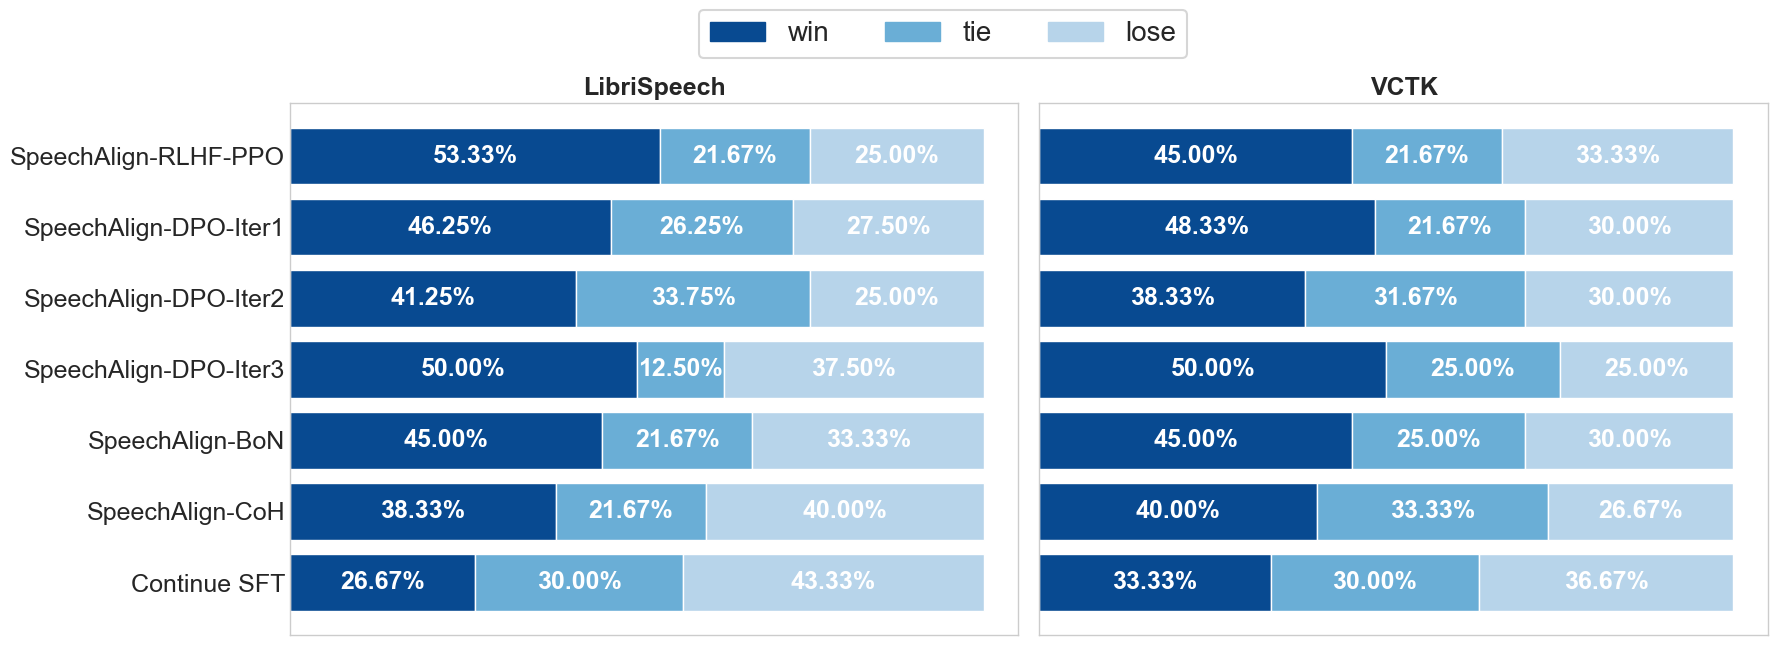 win tie lose
LibriSpeech VCTK
SpeechAlign-RLHF-PPO 53.33% 21.67% 25.00% 45.00% 21.67% 33.33%
SpeechAlign-DPO-Iter1 46.25% 26.25% 27.50% 48.33% 21.67% 30.00%
SpeechAlign-DPO-Iter2 41.25% 33.75% 25.00% 38.33% 31.67% 30.00%
SpeechAlign-DPO-Iter3 50.00% 12.50% 37.50% 50.00% 25.00% 25.00%
SpeechAlign-BoN 45.00% 21.67% 33.33% 45.00% 25.00% 30.00%
SpeechAlign-CoH 38.33% 21.67% 40.00% 40.00% 33.33% 26.67%
Continue SFT 26.67% 30.00% 43.33% 33.33% 30.00% 36.67%